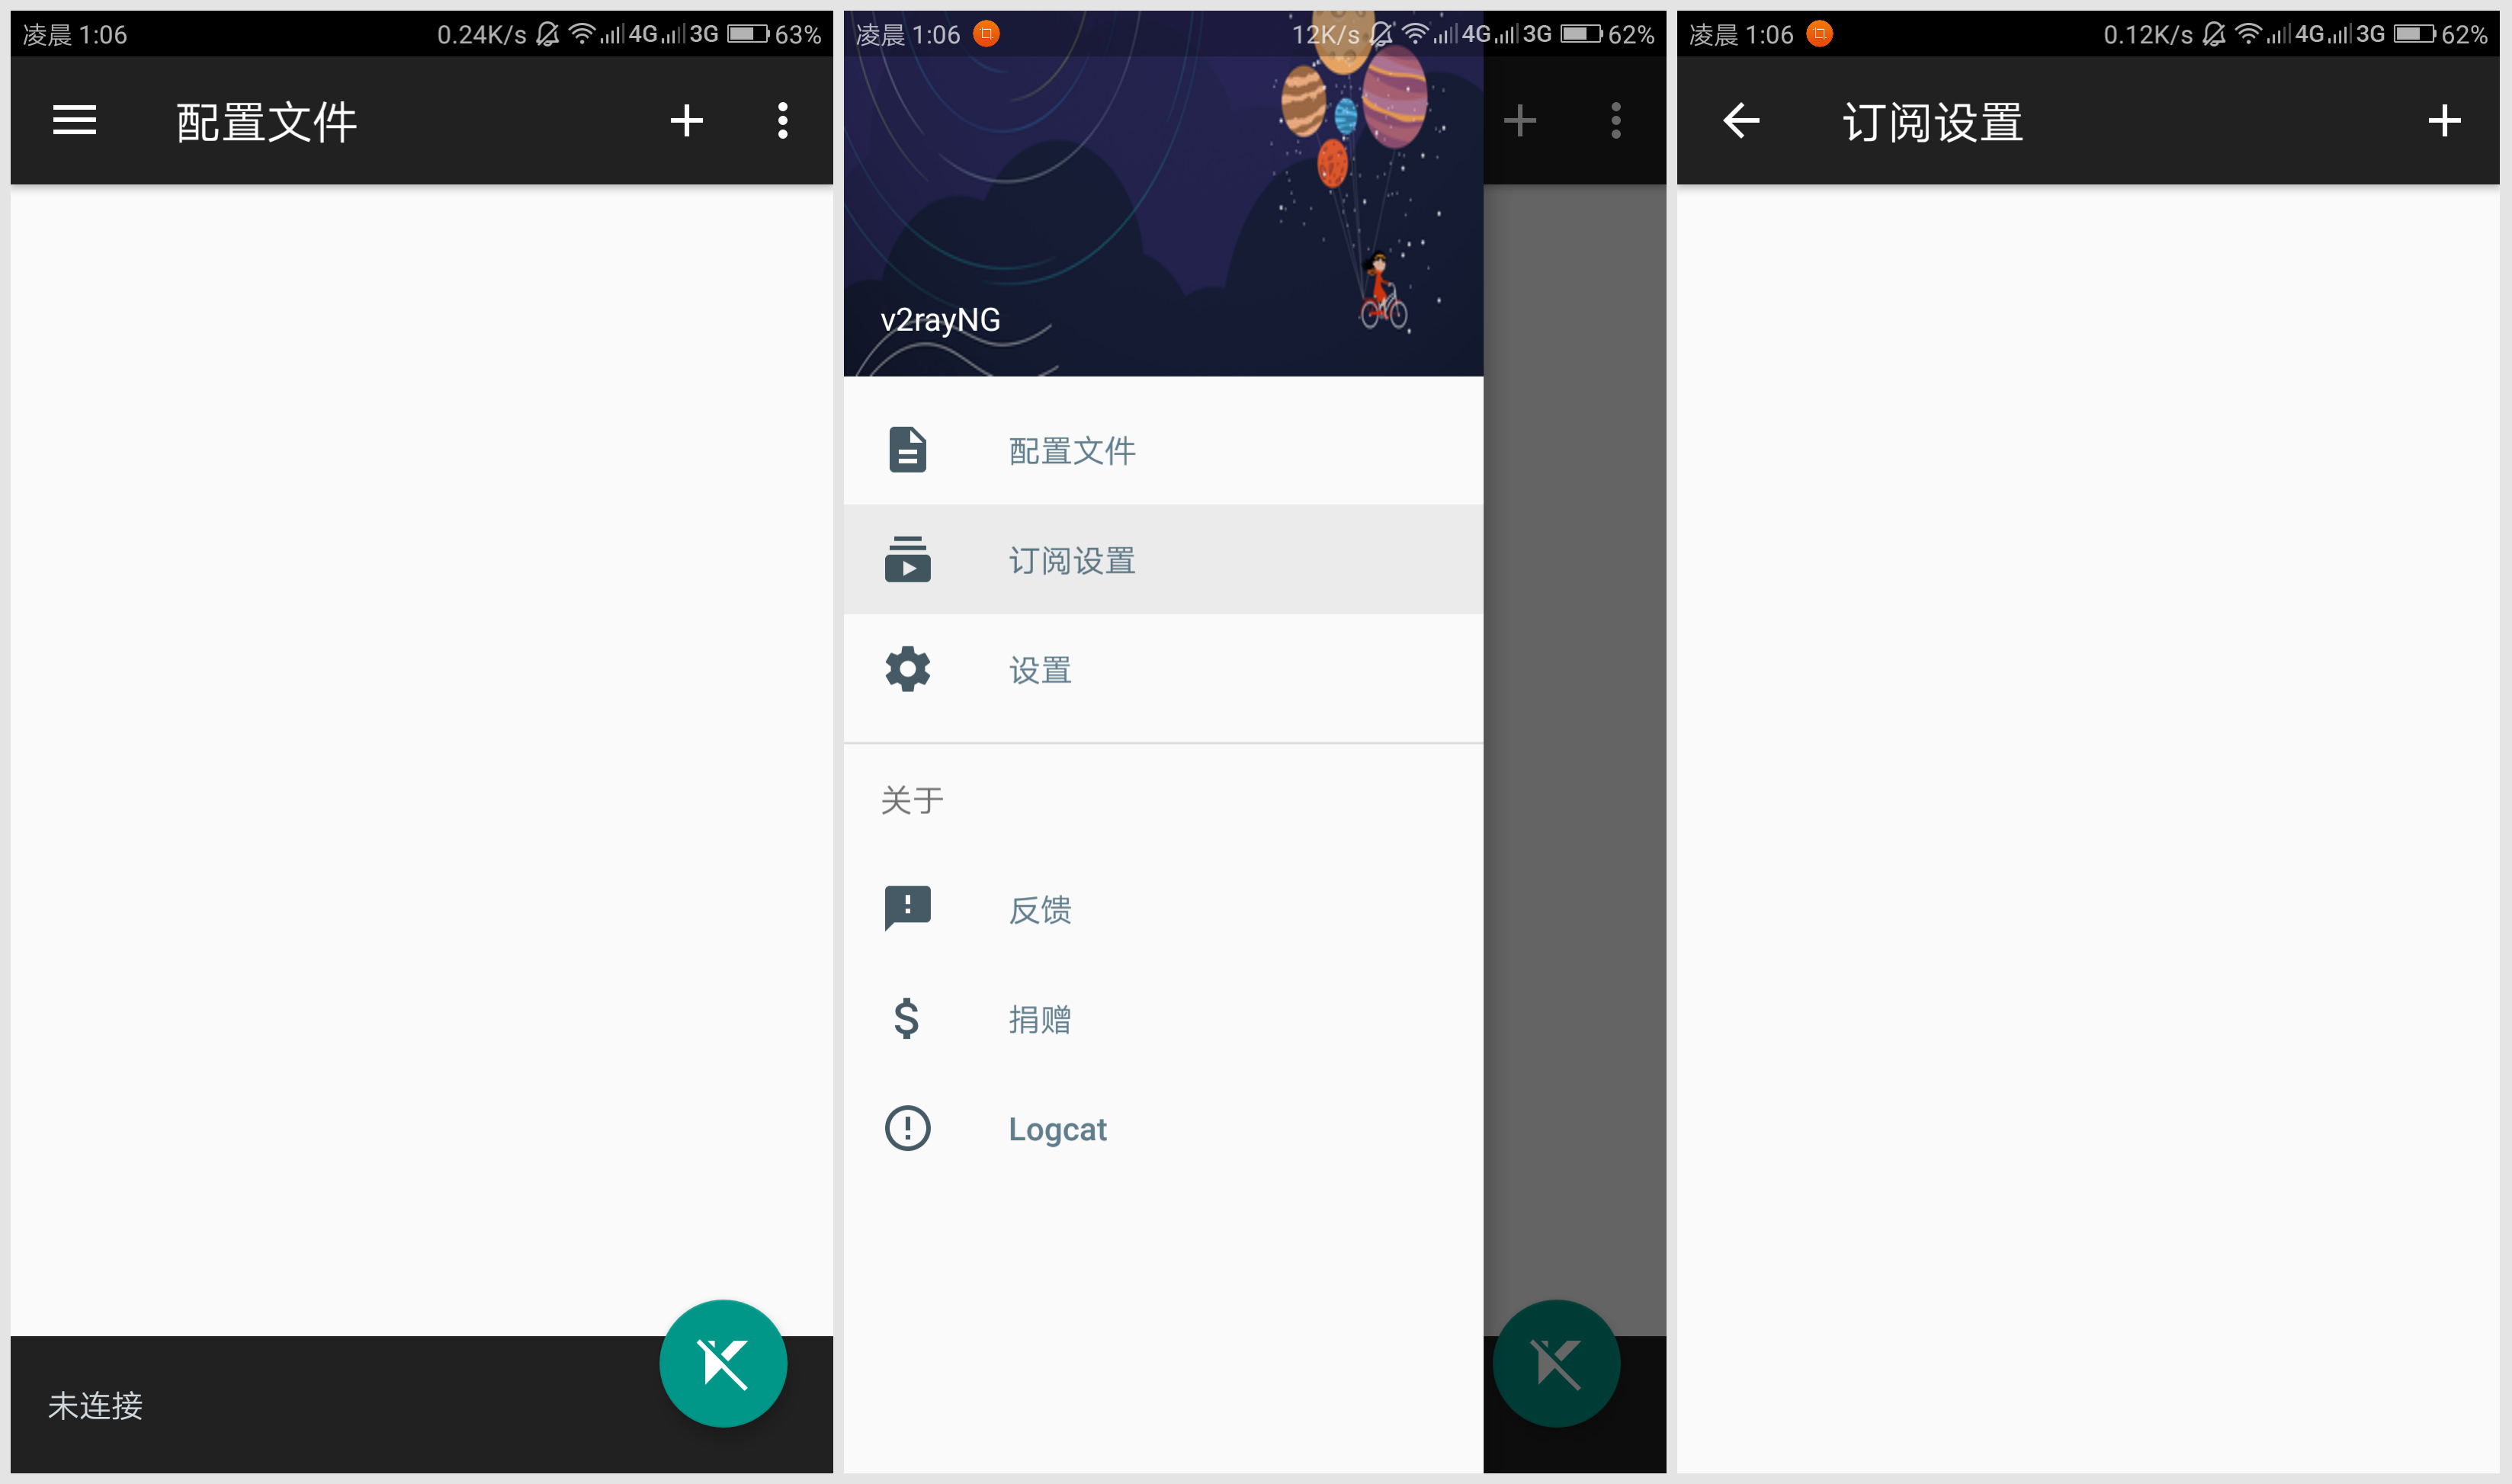 凌晨 1:06 0.24K/s 4G 3G 63%
配置文件
未连接
凌晨 1:06 12K/s 4G 3G 62%
v2rayNG
配置文件
订阅设置
设置
关于
反馈
捐赠
Logcat
凌晨 1:06 0.12K/s 4G 3G 62%
订阅设置